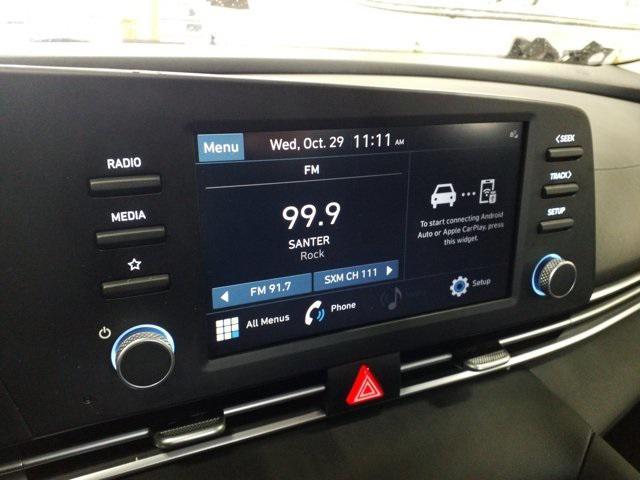 Menu
Wed, Oct. 29 11:11 AM
FM
99.9
SANTER
Rock
FM 91.7
SXM CH 111
To start connecting Android
Auto or Apple CarPlay, press
this widget.
All Menus
Phone
Setup
RADIO
MEDIA
<SEEK
TRACK>
SETUP